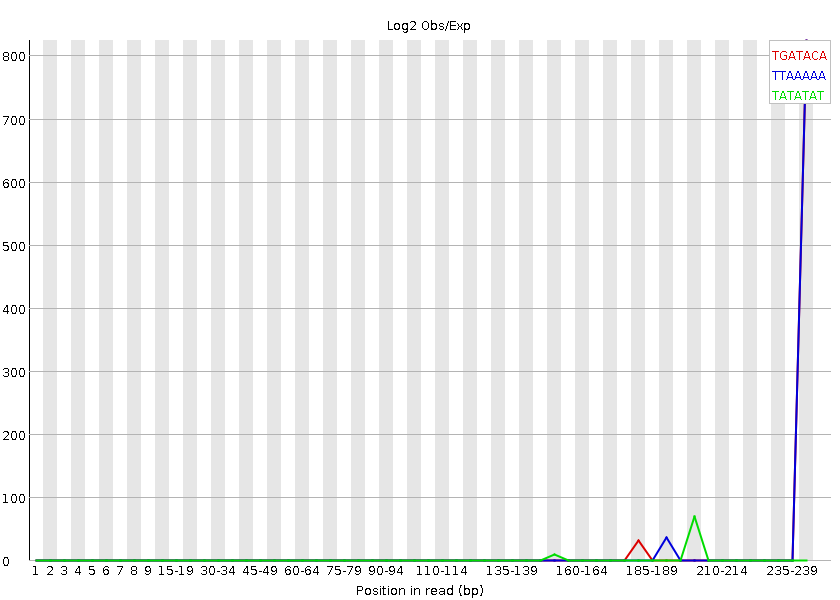 Log2 Obs/Exp
800
700
600
500
400
300
200
100
0
TGATACA
TTAAAAA
TATATAT
1 2 3 4 5 6 7 8 9 15-19 30-34 45-49 60-64 75-79 90-94 110-114 135-139 160-164 185-189 210-214 235-239
Position in read (bp)